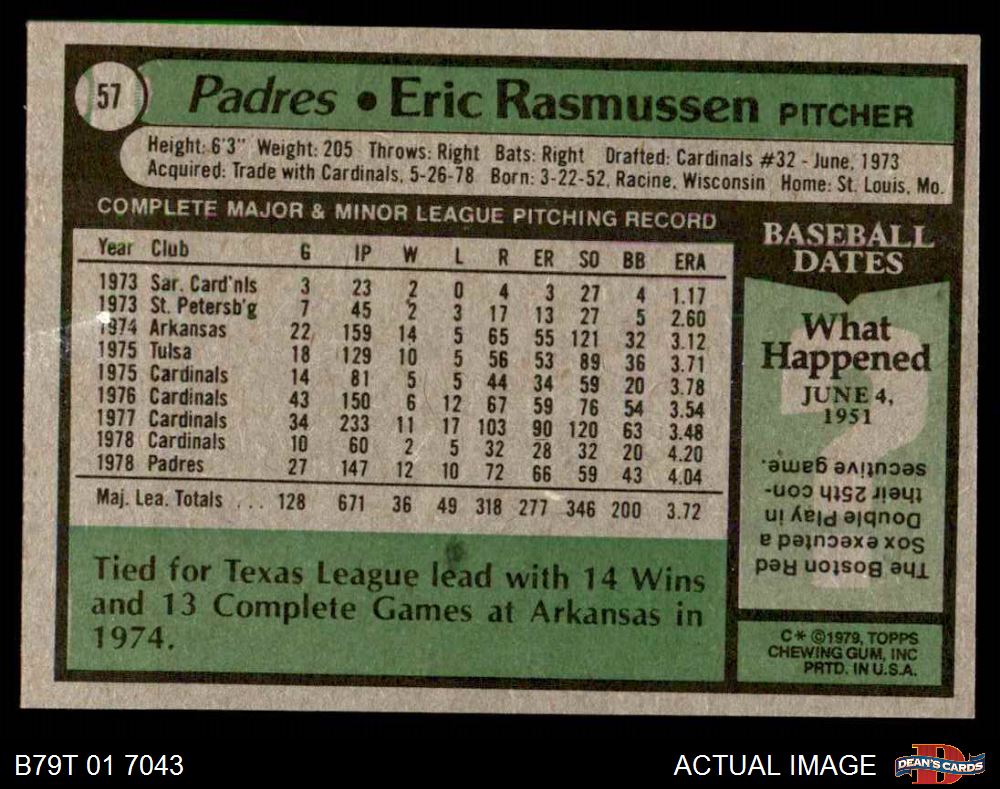 57
Padres • Eric Rasmussen PITCHER
Height: 6'3" Weight: 205 Throws: Right Bats: Right Drafted: Cardinals #32 - June, 1973
Acquired: Trade with Cardinals, 5-26-78 Born: 3-22-52, Racine, Wisconsin Home: St. Louis, Mo.
COMPLETE MAJOR & MINOR LEAGUE PITCHING RECORD
Year Club G IP W L R ER SO BB ERA
1973 Sar. Card'nls 3 23 2 0 4 3 27 4 1.17
1973 St. Petersb'g 7 45 2 3 17 13 27 5 2.60
1974 Arkansas 22 159 14 5 65 55 121 32 3.12
1975 Tulsa 18 129 10 5 56 53 89 36 3.71
1975 Cardinals 14 81 5 5 44 34 59 20 3.78
1976 Cardinals 43 150 6 12 67 59 76 54 3.54
1977 Cardinals 34 233 11 17 103 90 120 63 3.48
1978 Cardinals 10 60 2 5 32 28 32 20 4.20
1978 Padres 27 147 12 10 72 66 59 43 4.04
Maj. Lea. Totals . . . 128 671 36 49 318 277 346 200 3.72
Tied for Texas League lead with 14 Wins
and 13 Complete Games at Arkansas in
1974.
BASEBALL
DATES
What
Happened
JUNE 4,
1951
The Boston Red
Sox executed a
Double Play in
their 25th con-
secutive game.
C* ©1979, TOPPS
CHEWING GUM, INC
PRTD. IN U.S.A.
B79T 01 7043
ACTUAL IMAGE
D
DEAN'S CARDS